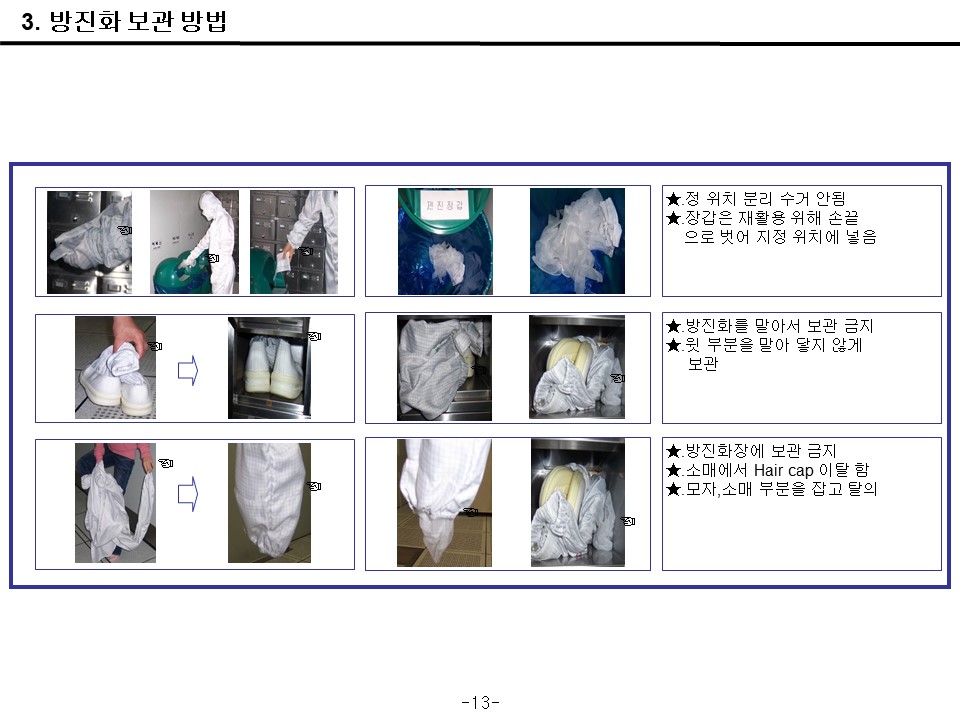 3. 방진화 보관 방법
제진장갑
★.정 위치 분리 수거 안됨
★.장갑은 재활용 위해 손끝
으로 벗어 지정 위치에 넣음
★.방진화를 말아서 보관 금지
★.윗 부분을 말아 닿지 않게
보관
★.방진화장에 보관 금지
★.소매에서 Hair cap 이탈 함
★.모자,소매 부분을 잡고 탈의
-13-